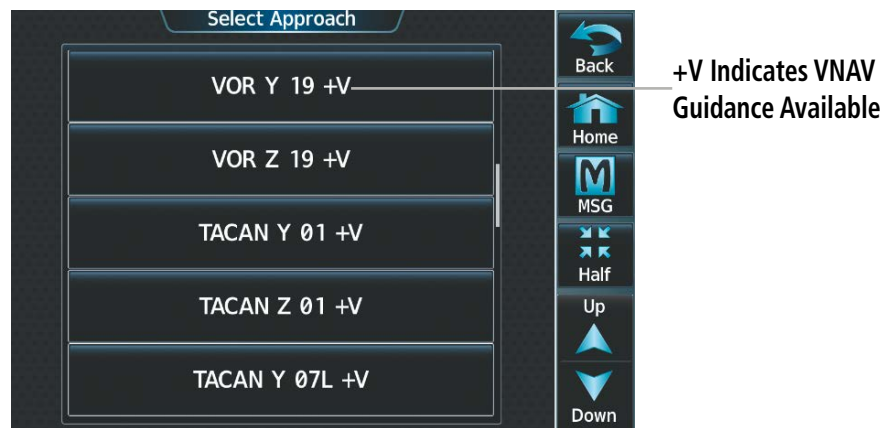 Select Approach
VOR Y 19 +V
VOR Z 19 +V
TACAN Y 01 +V
TACAN Z 01 +V
TACAN Y 07L +V
Back
Home
M
MSG
Half
Up
Down
+V Indicates VNAV
Guidance Available